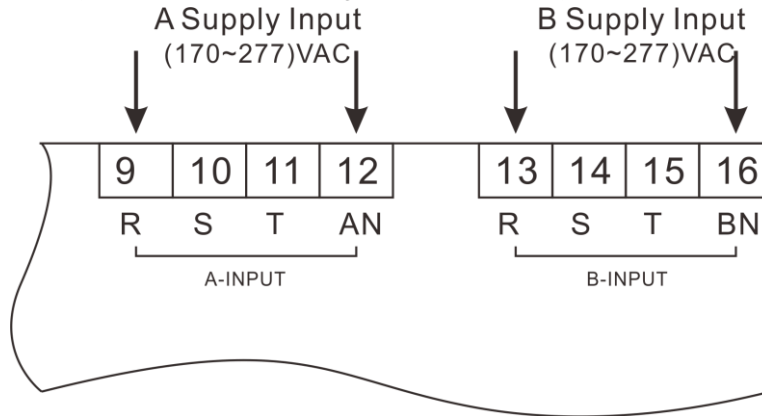 A Supply Input
(170~277)VAC
B Supply Input
(170~277)VAC
9 10 11 12
13 14 15 16
R S T AN
R S T BN
A-INPUT
B-INPUT